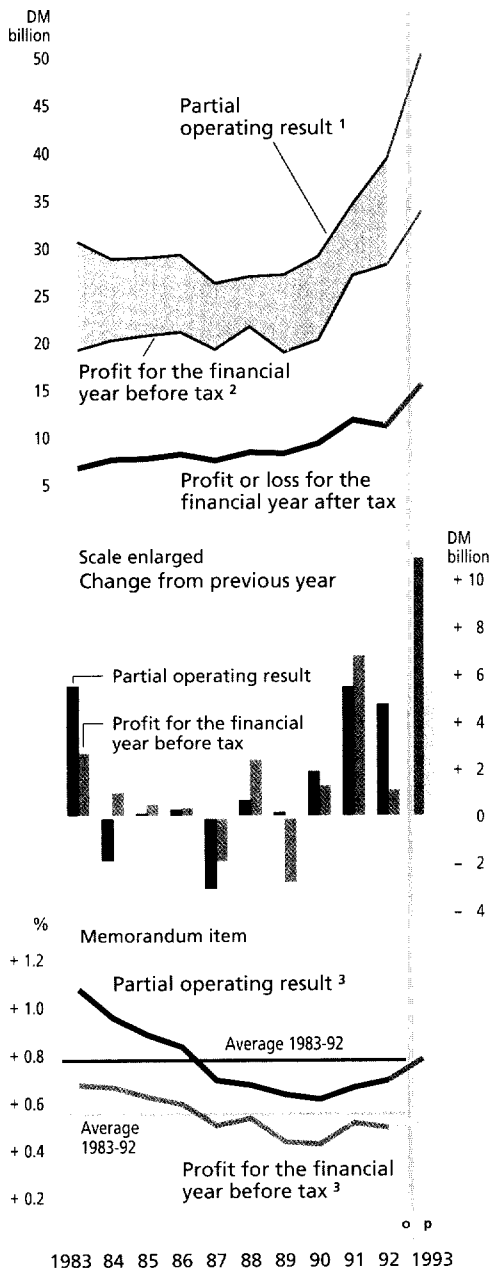 DM
billion
50
45
40
35
30
25
20
15
10
5
Partial
operating result 1
Profit for the financial
year before tax 2
Profit or loss for the
financial year after tax
Scale enlarged
Change from previous year
DM
billion
+ 10
+ 8
+ 6
+ 4
+ 2
0
– 2
– 4
Partial operating result
Profit for the financial
year before tax
%
Memorandum item
+ 1.2
+ 1.0
+ 0.8
+ 0.6
+ 0.4
+ 0.2
Partial operating result 3
Average 1983-92
Average
1983-92
Profit for the financial
year before tax 3
o p
1983 84 85 86 87 88 89 90 91 92 1993